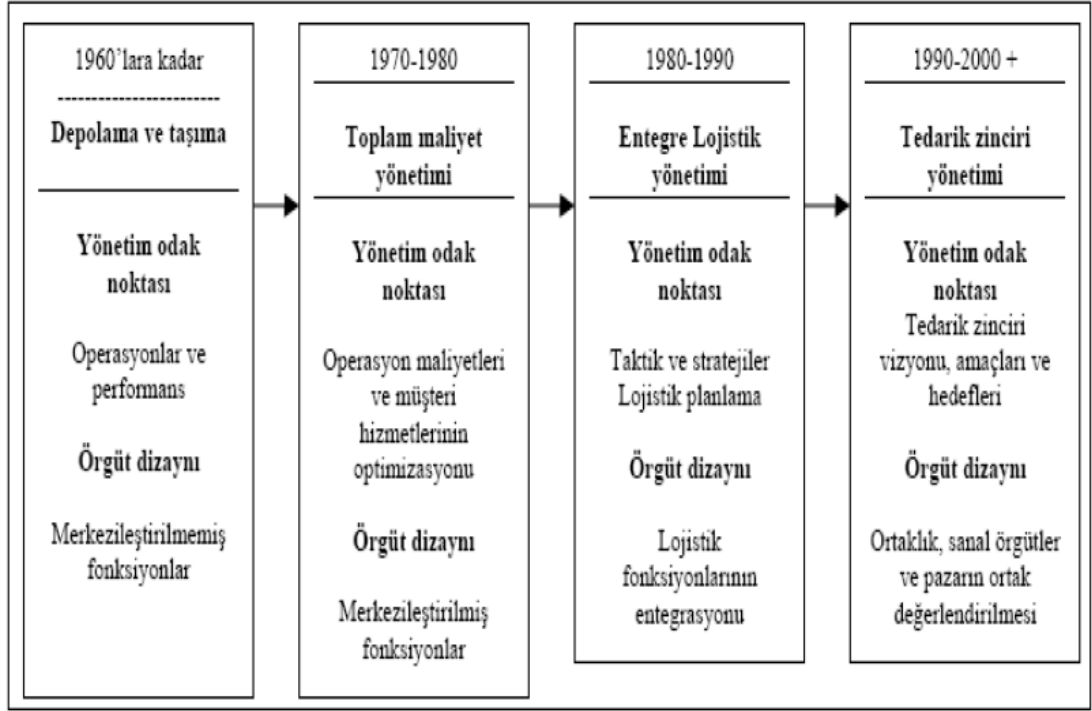 1960’lara kadar
------------------------
Depolama ve taşıma
Yönetim odak
noktası
Operasyonlar ve
performans
Örgüt dizaynı
Merkezileştirilmemiş
fonksiyonlar
1970-1980
Toplam maliyet
yönetimi
Yönetim odak
noktası
Operasyon maliyetleri
ve müşteri
hizmetlerinin
optimizasyonu
Örgüt dizaynı
Merkezileştirilmiş
fonksiyonlar
1980-1990
Entegre Lojistik
yönetimi
Yönetim odak
noktası
Taktik ve stratejiler
Lojistik planlama
Örgüt dizaynı
Lojistik
fonksiyonlarının
entegrasyonu
1990-2000 +
Tedarik zinciri
yönetimi
Yönetim odak
noktası
Tedarik zinciri
vizyonu, amaçları ve
hedefleri
Örgüt dizaynı
Ortaklık, sanal örgütler
ve pazarın ortak
değerlendirilmesi